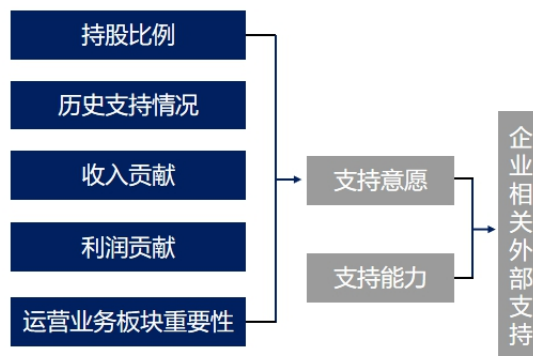 持股比例
历史支持情况
收入贡献
利润贡献
运营业务板块重要性
支持意愿
支持能力
企业相关外部支持